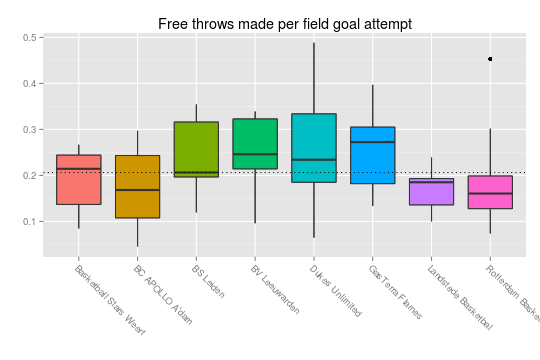 Free throws made per field goal attempt
0.5
0.4
0.3
0.2
0.1
Basketball Stars Weert
BC APOLLO A'dam
BS Leiden
BV Leeuwarden
Dukes Unlimited
GasTerra Flames
Landstede Basketbal
Rotterdam Basket